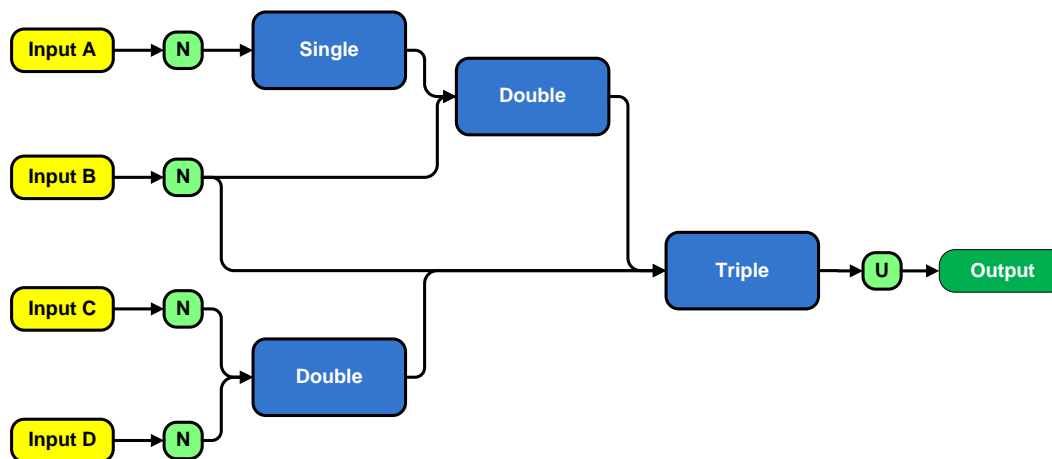 Input A
N
Single
Double
Input B
N
Triple
U
Output
Input C
N
Double
Input D
N